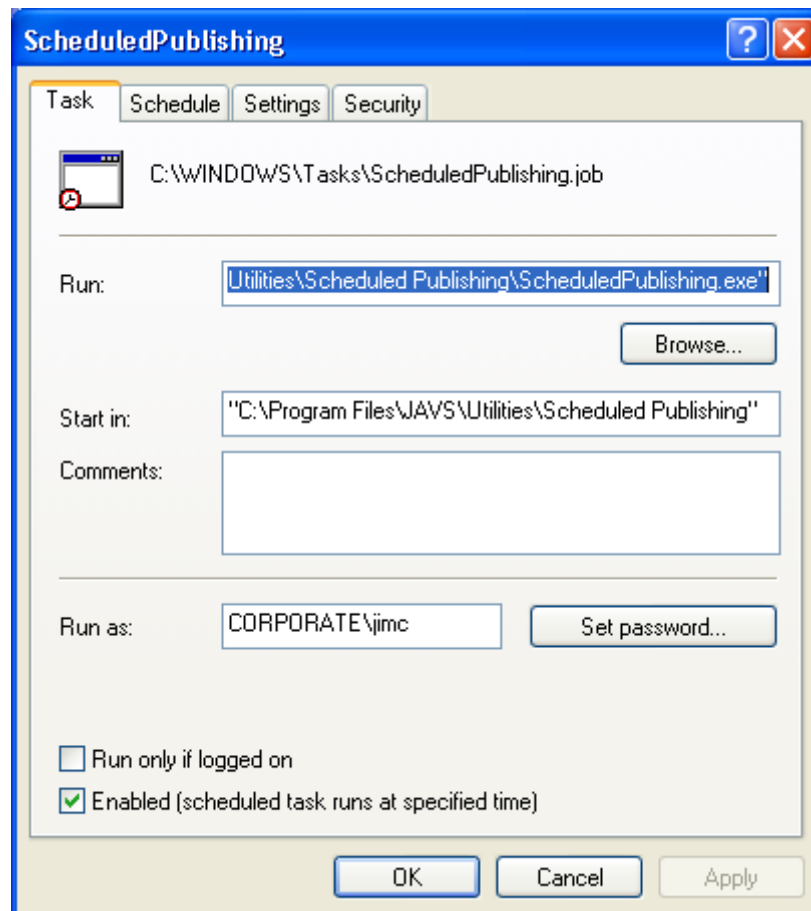 ScheduledPublishing
Task Schedule Settings Security
C:\WINDOWS\Tasks\ScheduledPublishing.job
Run: Utilities\Scheduled Publishing\ScheduledPublishing.exe"
Browse...
Start in: "C:\Program Files\JAVS\Utilities\Scheduled Publishing"
Comments:
Run as: CORPORATE\jimc Set password...
Run only if logged on
Enabled (scheduled task runs at specified time)
OK Cancel Apply